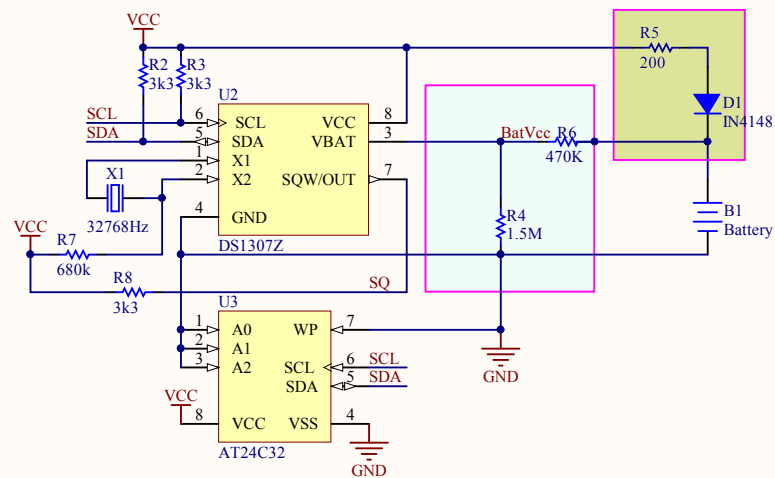 VCC
R2
3k3
R3
3k3
R5
200
D1
IN4148
SCL
SDA
U2
6 SCL
5 SDA
1 X1
2 X2
4 GND
VCC 8
VBAT 3
SQW/OUT 7
DS1307Z
X1
32768Hz
BatVcc
R6
470K
R4
1.5M
B1
Battery
VCC
R7
680k
R8
3k3
SQ
U3
1 A0
2 A1
3 A2
8 VCC
WP 7
SCL 6 SCL
SDA 5 SDA
VSS 4
AT24C32
VCC
GND
GND